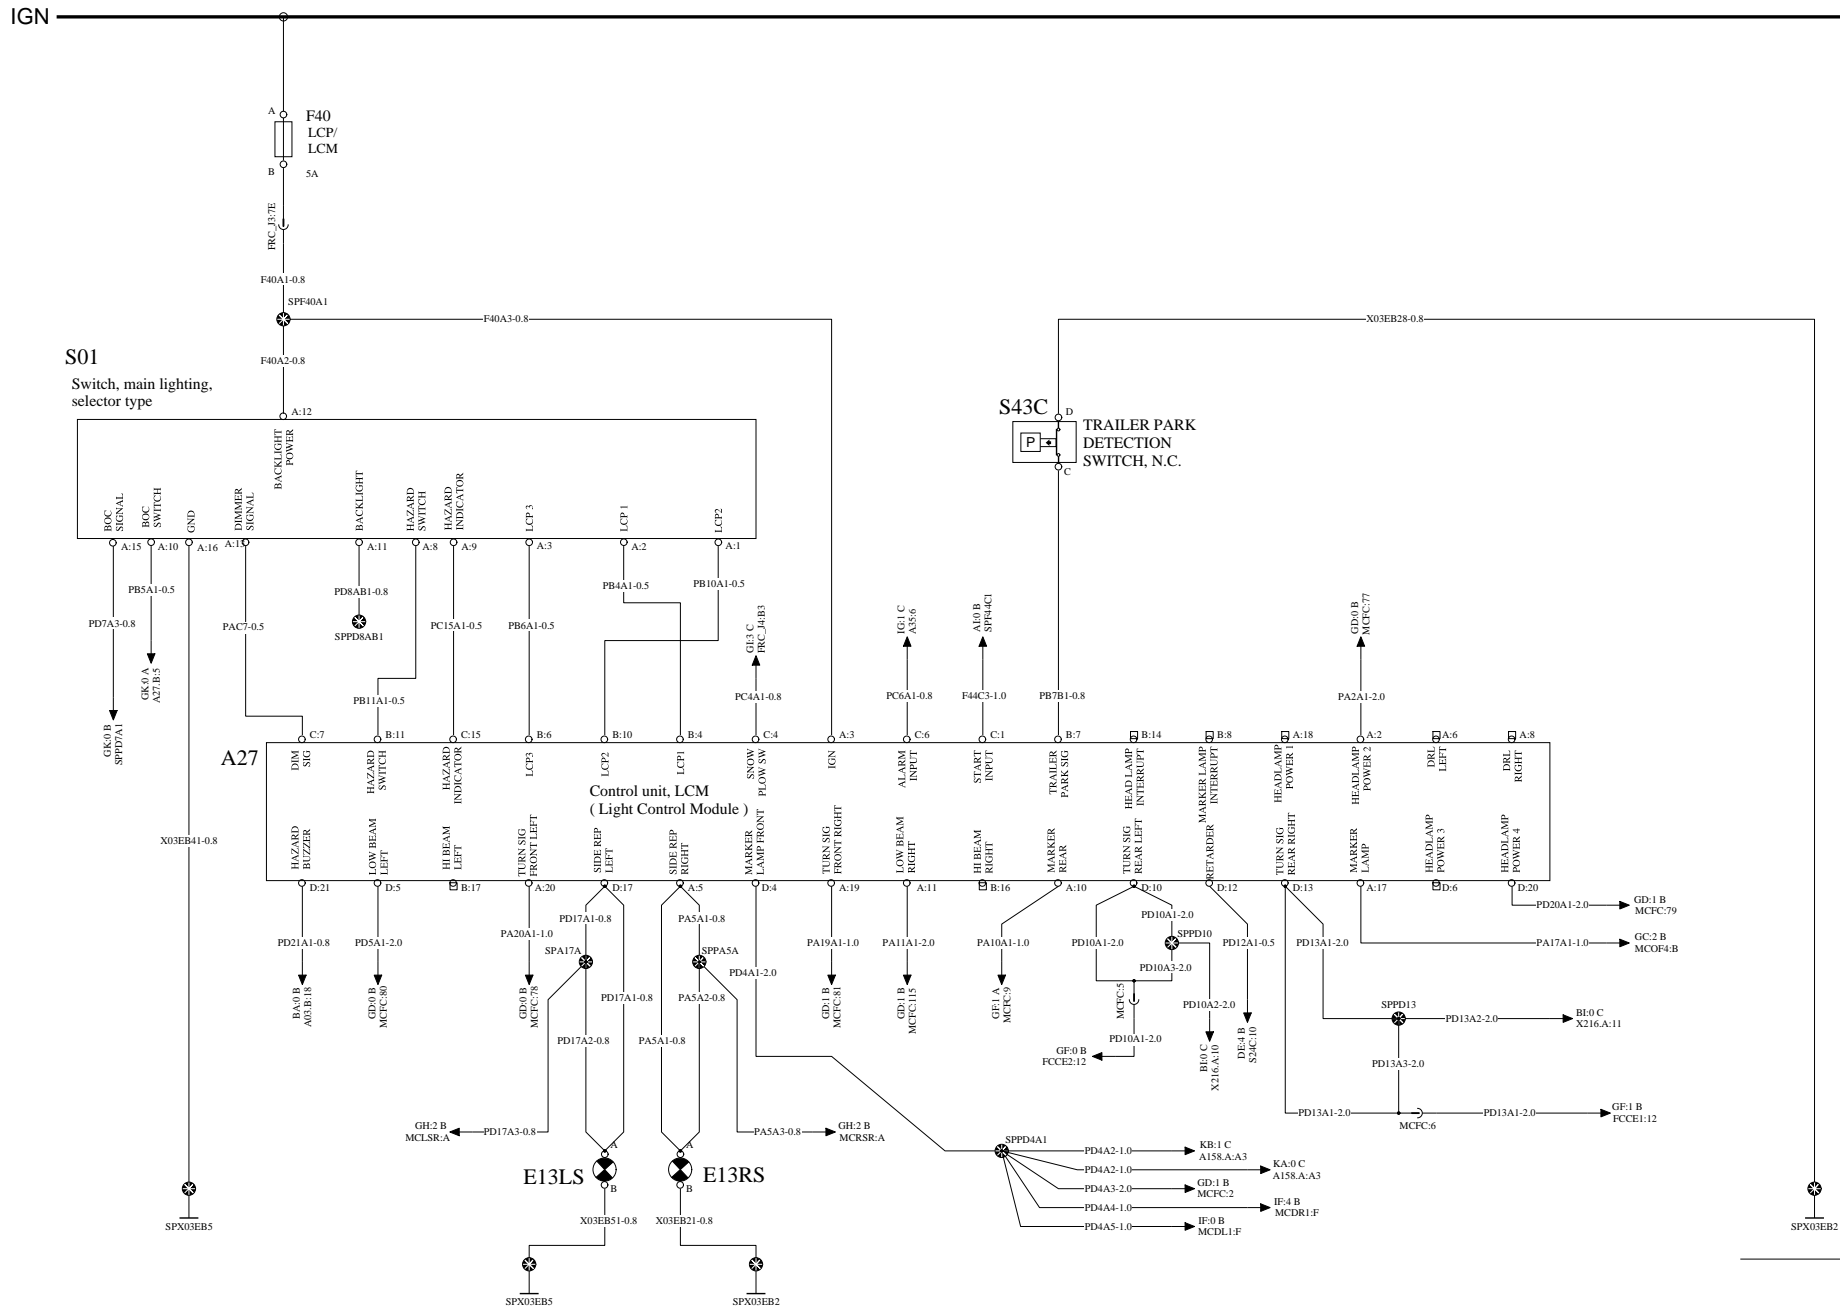 IGN
A
F40
LCP/
LCM
B
5A
FRC_J3:7E
F40A1-0.8
SPF40A1
F40A3-0.8
X03EB28-0.8
F40A2-0.8
S01
Switch, main lighting,
selector type
A:12
BACKLIGHT
POWER
S43C
D
P
C
TRAILER PARK
DETECTION
SWITCH, N.C.
BOC
SIGNAL
BOC
SWITCH
GND
DIMMER
SIGNAL
BACKLIGHT
HAZARD
SWITCH
HAZARD
INDICATOR
LCP 3
LCP 1
LCP2
A:15
A:10
A:16
A:13
A:11
A:8
A:9
A:3
A:2
A:1
PB5A1-0.5
PD8AB1-0.8
PB4A1-0.5
PB10A1-0.5
PD7A3-0.8
PAC7-0.5
SPPD8AB1
PC15A1-0.5
PB6A1-0.5
GK:0 A
A27.B:5
GK:0 B
SPPD7A1
PB11A1-0.5
GI:3 C
FRC_J4:B3
IG:1 C
A35:6
AI:0 B
SPF44C1
GD:0 B
MCFC:77
PC4A1-0.8
PC6A1-0.8
F44C3-1.0
PB7B1-0.8
PA2A1-2.0
A27
C:7
B:11
C:15
B:6
B:10
B:4
C:4
A:3
C:6
C:1
B:7
B:14
B:8
A:18
A:2
A:6
A:8
DIM
SIG
HAZARD
SWITCH
HAZARD
INDICATOR
LCP3
LCP2
LCP1
SNOW
PLOW SW
IGN
ALARM
INPUT
START
INPUT
TRAILER
PARK SIG
HEAD LAMP
INTERRUPT
MARKER LAMP
INTERRUPT
HEADLAMP
POWER 1
HEADLAMP
POWER 2
DRL
LEFT
DRL
RIGHT
Control unit, LCM
( Light Control Module )
HAZARD
BUZZER
LOW BEAM
LEFT
HI BEAM
LEFT
TURN SIG
FRONT LEFT
SIDE REP
LEFT
SIDE REP
RIGHT
MARKER
LAMP FRONT
TURN SIG
FRONT RIGHT
LOW BEAM
RIGHT
HI BEAM
RIGHT
MARKER
REAR
TURN SIG
REAR LEFT
RETARDER
TURN SIG
REAR RIGHT
MARKER
LAMP
HEADLAMP
POWER 3
HEADLAMP
POWER 4
D:21
D:5
B:17
A:20
D:17
A:5
D:4
A:19
A:11
B:16
A:10
D:10
D:12
D:13
A:17
D:6
D:20
X03EB41-0.8
PD21A1-0.8
PD5A1-2.0
PA20A1-1.0
PD17A1-0.8
PA5A1-0.8
SPA17A
SPPA5A
PD4A1-2.0
PA19A1-1.0
PA11A1-2.0
PA10A1-1.0
PD10A1-2.0
PD10A1-2.0
SPPD10
PD10A3-2.0
PD12A1-0.5
PD13A1-2.0
PD20A1-2.0
GD:1 B
MCFC:79
PA17A1-1.0
GC:2 B
MCOF4:B
BA:0 B
A03.B:18
GD:0 B
MCFC:80
GD:0 B
MCFC:78
PD17A1-0.8
PA5A2-0.8
GD:1 B
MCFC:81
GD:1 B
MCFC:115
GF:1 A
MCFC:9
MCFC:5
PD10A2-2.0
SPPD13
PD13A2-2.0
BI:0 C
X216.A:11
PD17A2-0.8
PA5A1-0.8
PD10A1-2.0
GF:0 B
FCCE2:12
BI:0 C
X216.A:10
DE:4 B
S24C:10
PD13A3-2.0
PD13A1-2.0
MCFC:6
PD13A1-2.0
GF:1 B
FCCE1:12
GH:2 B
MCLSR:A
PD17A3-0.8
PA5A3-0.8
GH:2 B
MCRSR:A
A
A
E13LS
E13RS
B
B
SPPD4A1
PD4A2-1.0
KB:1 C
A158.A:A3
PD4A2-1.0
KA:0 C
A158.A:A3
PD4A3-2.0
GD:1 B
MCFC:2
PD4A4-1.0
IF:4 B
MCDR1:F
PD4A5-1.0
IF:0 B
MCDL1:F
X03EB51-0.8
X03EB21-0.8
SPX03EB5
SPX03EB2
SPX03EB5
SPX03EB2